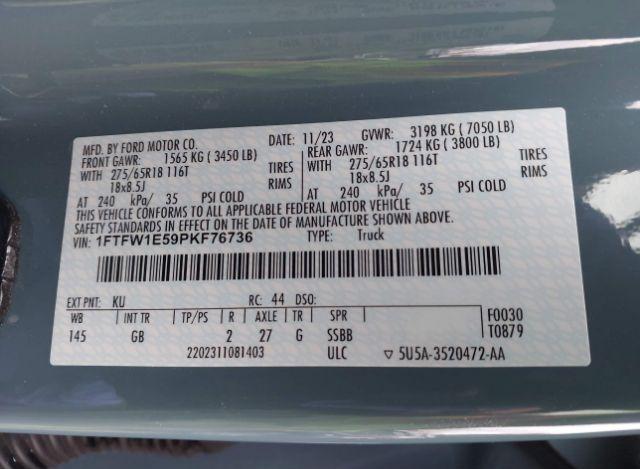 MFD. BY FORD MOTOR CO.
DATE: 11/23
GVWR: 3198 KG ( 7050 LB)
FRONT GAWR: 1565 KG ( 3450 LB)
REAR GAWR: 1724 KG ( 3800 LB)
WITH 275/65R18 116T TIRES
WITH 275/65R18 116T TIRES
18x8.5J RIMS
18x8.5J RIMS
AT 240 kPa/ 35 PSI COLD
AT 240 kPa/ 35 PSI COLD
THIS VEHICLE CONFORMS TO ALL APPLICABLE FEDERAL MOTOR VEHICLE
SAFETY STANDARDS IN EFFECT ON THE DATE OF MANUFACTURE SHOWN ABOVE.
VIN: 1FTFW1E59PKF76736 TYPE: Truck
EXT PNT: KU RC: 44 DSO:
WB INT TR TP/PS R AXLE TR SPR F0030
145 GB 2 27 G SSBB T0879
2202311081403 ULC ▽ 5U5A-3520472-AA